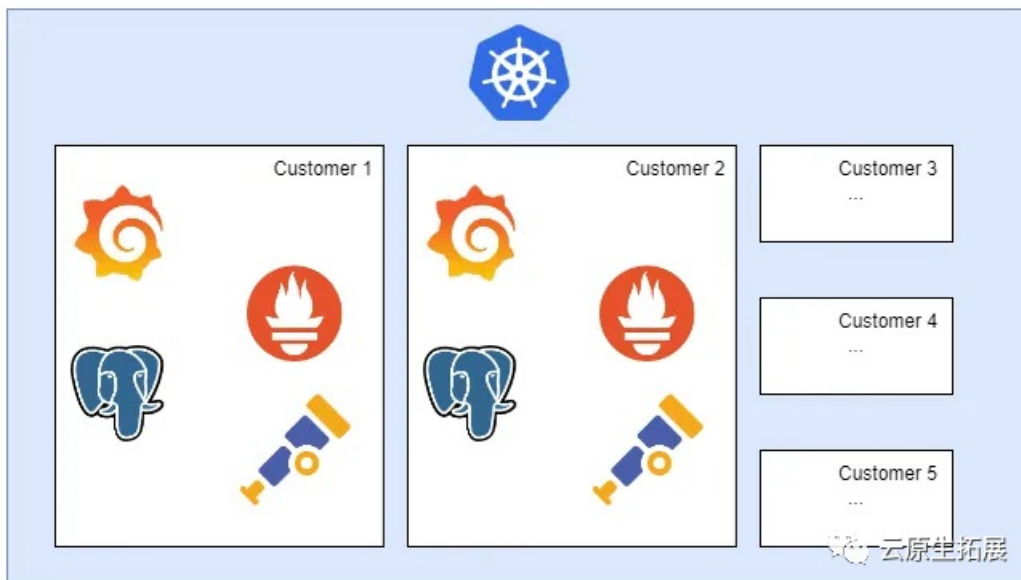 Customer 1
Customer 2
Customer 3
...
Customer 4
...
Customer 5
...
云原生拓展